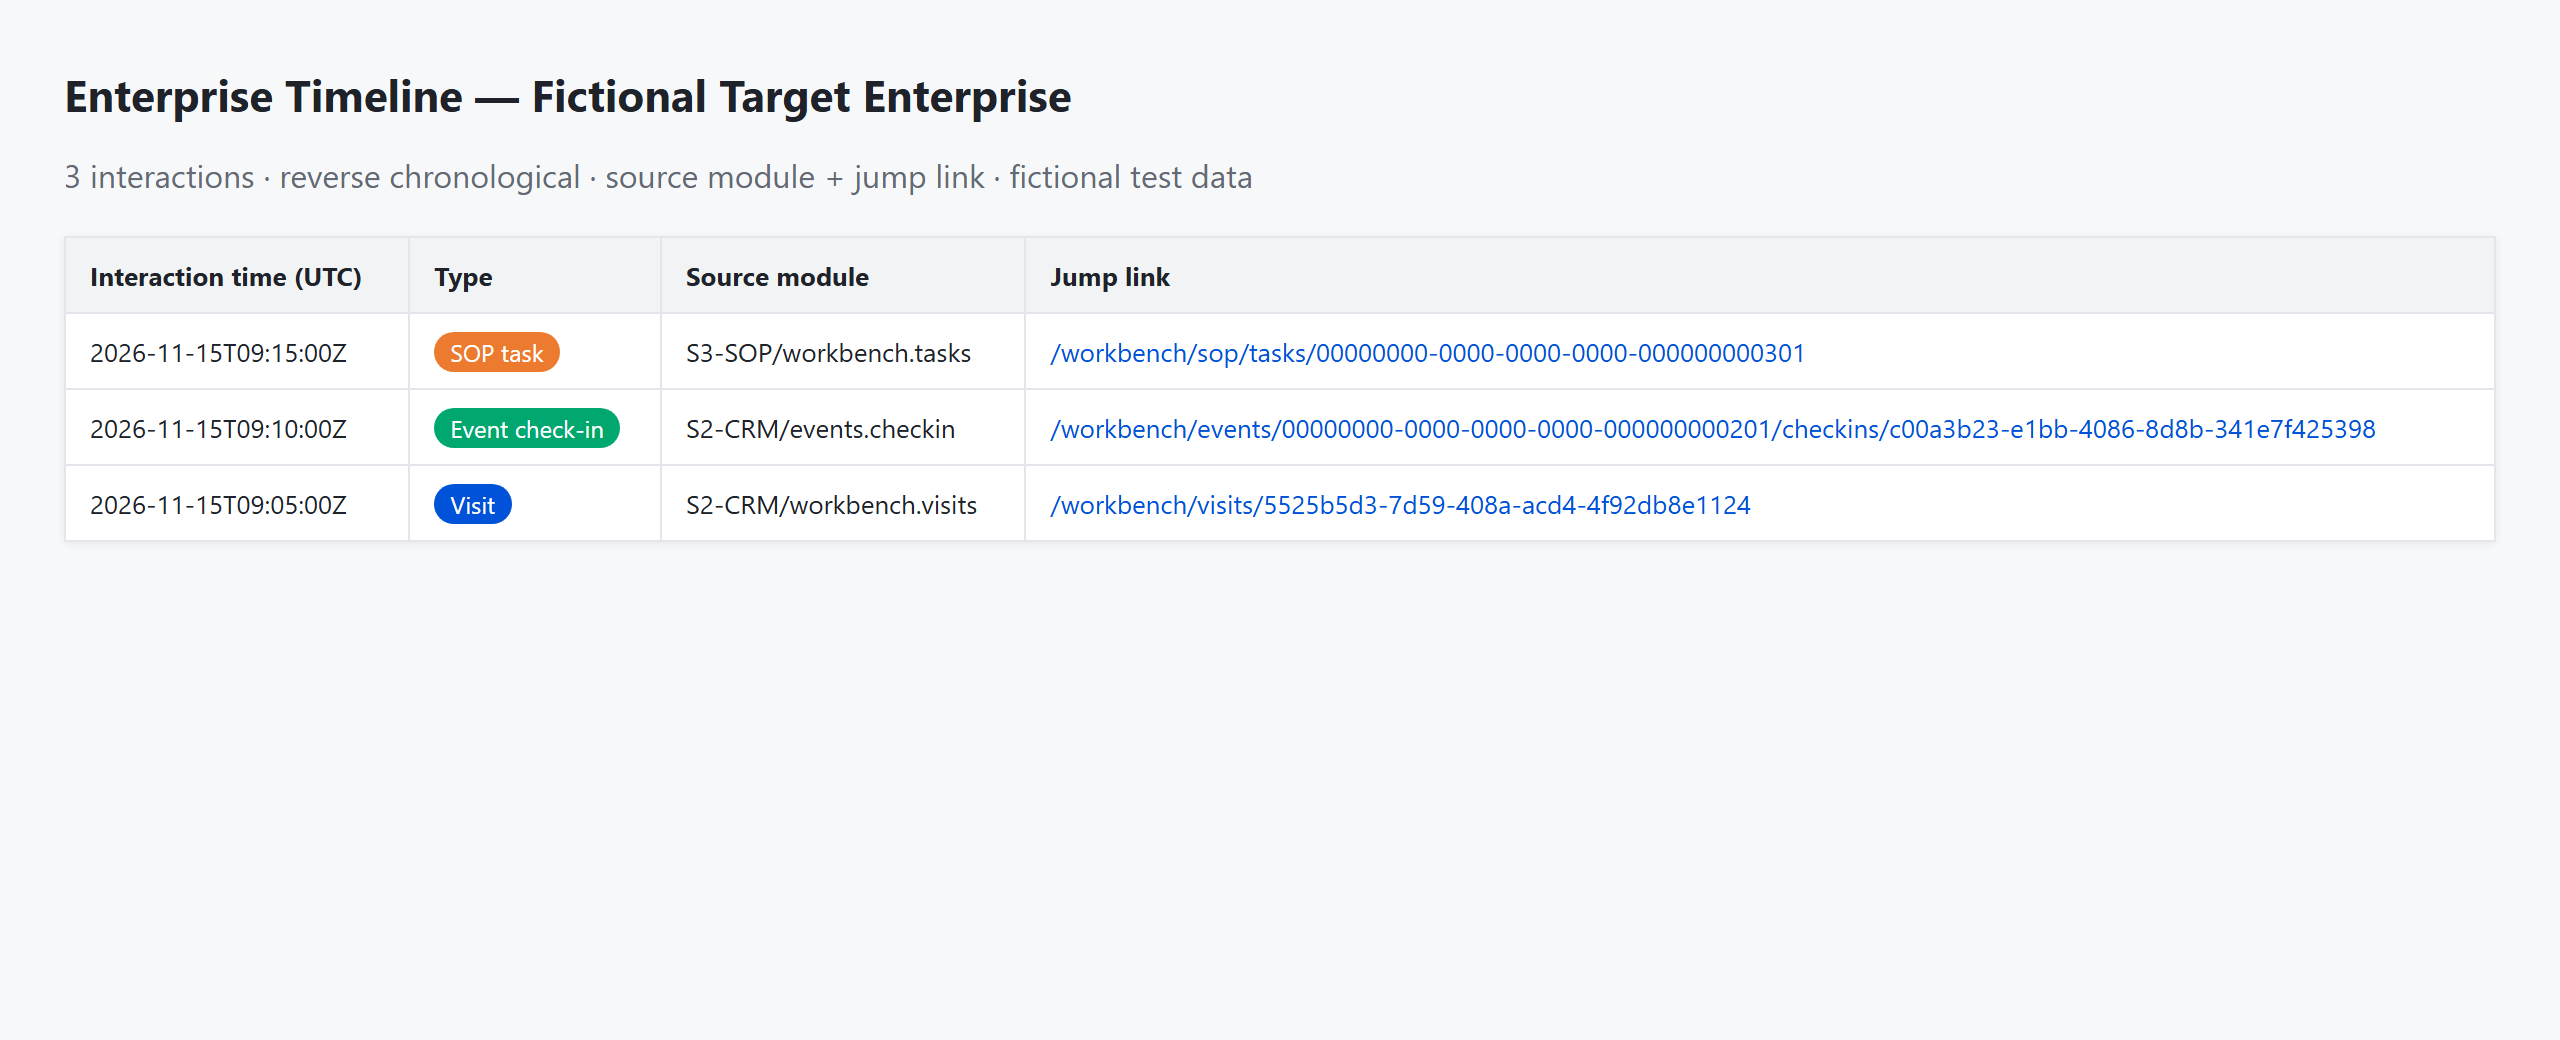 Enterprise Timeline — Fictional Target Enterprise
3 interactions · reverse chronological · source module + jump link · fictional test data
Interaction time (UTC) Type Source module Jump link
2026-11-15T09:15:00Z SOP task S3-SOP/workbench.tasks /workbench/sop/tasks/00000000-0000-0000-0000-000000000301
2026-11-15T09:10:00Z Event check-in S2-CRM/events.checkin /workbench/events/00000000-0000-0000-0000-000000000201/checkins/c00a3b23-e1bb-4086-8d8b-341e7f425398
2026-11-15T09:05:00Z Visit S2-CRM/workbench.visits /workbench/visits/5525b5d3-7d59-408a-acd4-4f92db8e1124